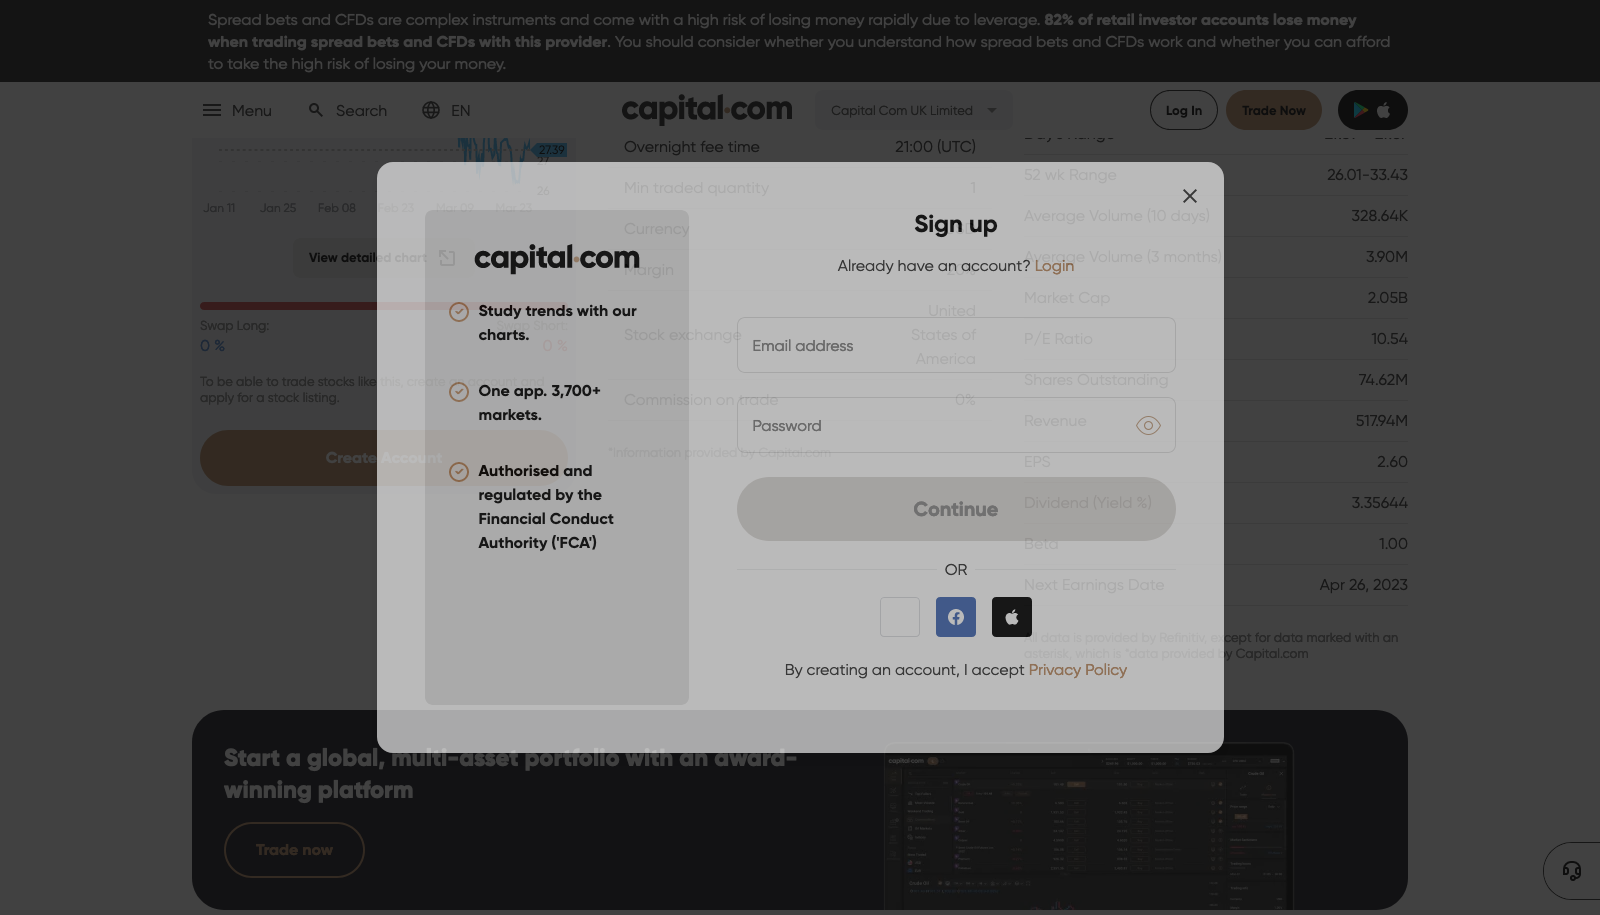 Spread bets and CFDs are complex instruments and come with a high risk of losing money rapidly due to leverage. 82% of retail investor accounts lose money
when trading spread bets and CFDs with this provider. You should consider whether you understand how spread bets and CFDs work and whether you can afford
to take the high risk of losing your money.
Menu
Search
EN
capital.com
Capital Com UK Limited
Log In
Trade Now
27.39
27
26
Jan 11
Jan 25
Feb 08
Feb 23
Mar 09
Mar 23
View detailed chart
Swap Long:
0 %
Swap Short:
0 %
To be able to trade stocks like this, create an account and
apply for a stock listing.
Create Account
Overnight fee time
21:00 (UTC)
Min traded quantity
1
Currency
Margin
Stock exchange
United
States of
America
Commission on trade
0%
*Information provided by Capital.com
Days Range
52 wk Range
26.01-33.43
Average Volume (10 days)
328.64K
Average Volume (3 months)
3.90M
Market Cap
2.05B
P/E Ratio
10.54
Shares Outstanding
74.62M
Revenue
517.94M
EPS
2.60
Dividend (Yield %)
3.35644
Beta
1.00
Next Earnings Date
Apr 26, 2023
All data is provided by Refinitiv, except for data marked with an
asterisk, which is *data provided by Capital.com
capital.com
Study trends with our
charts.
One app. 3,700+
markets.
Authorised and
regulated by the
Financial Conduct
Authority ('FCA')
Sign up
Already have an account? Login
Email address
Password
Continue
OR
By creating an account, I accept Privacy Policy
Start a global, multi-asset portfolio with an award-
winning platform
Trade now
capital.com